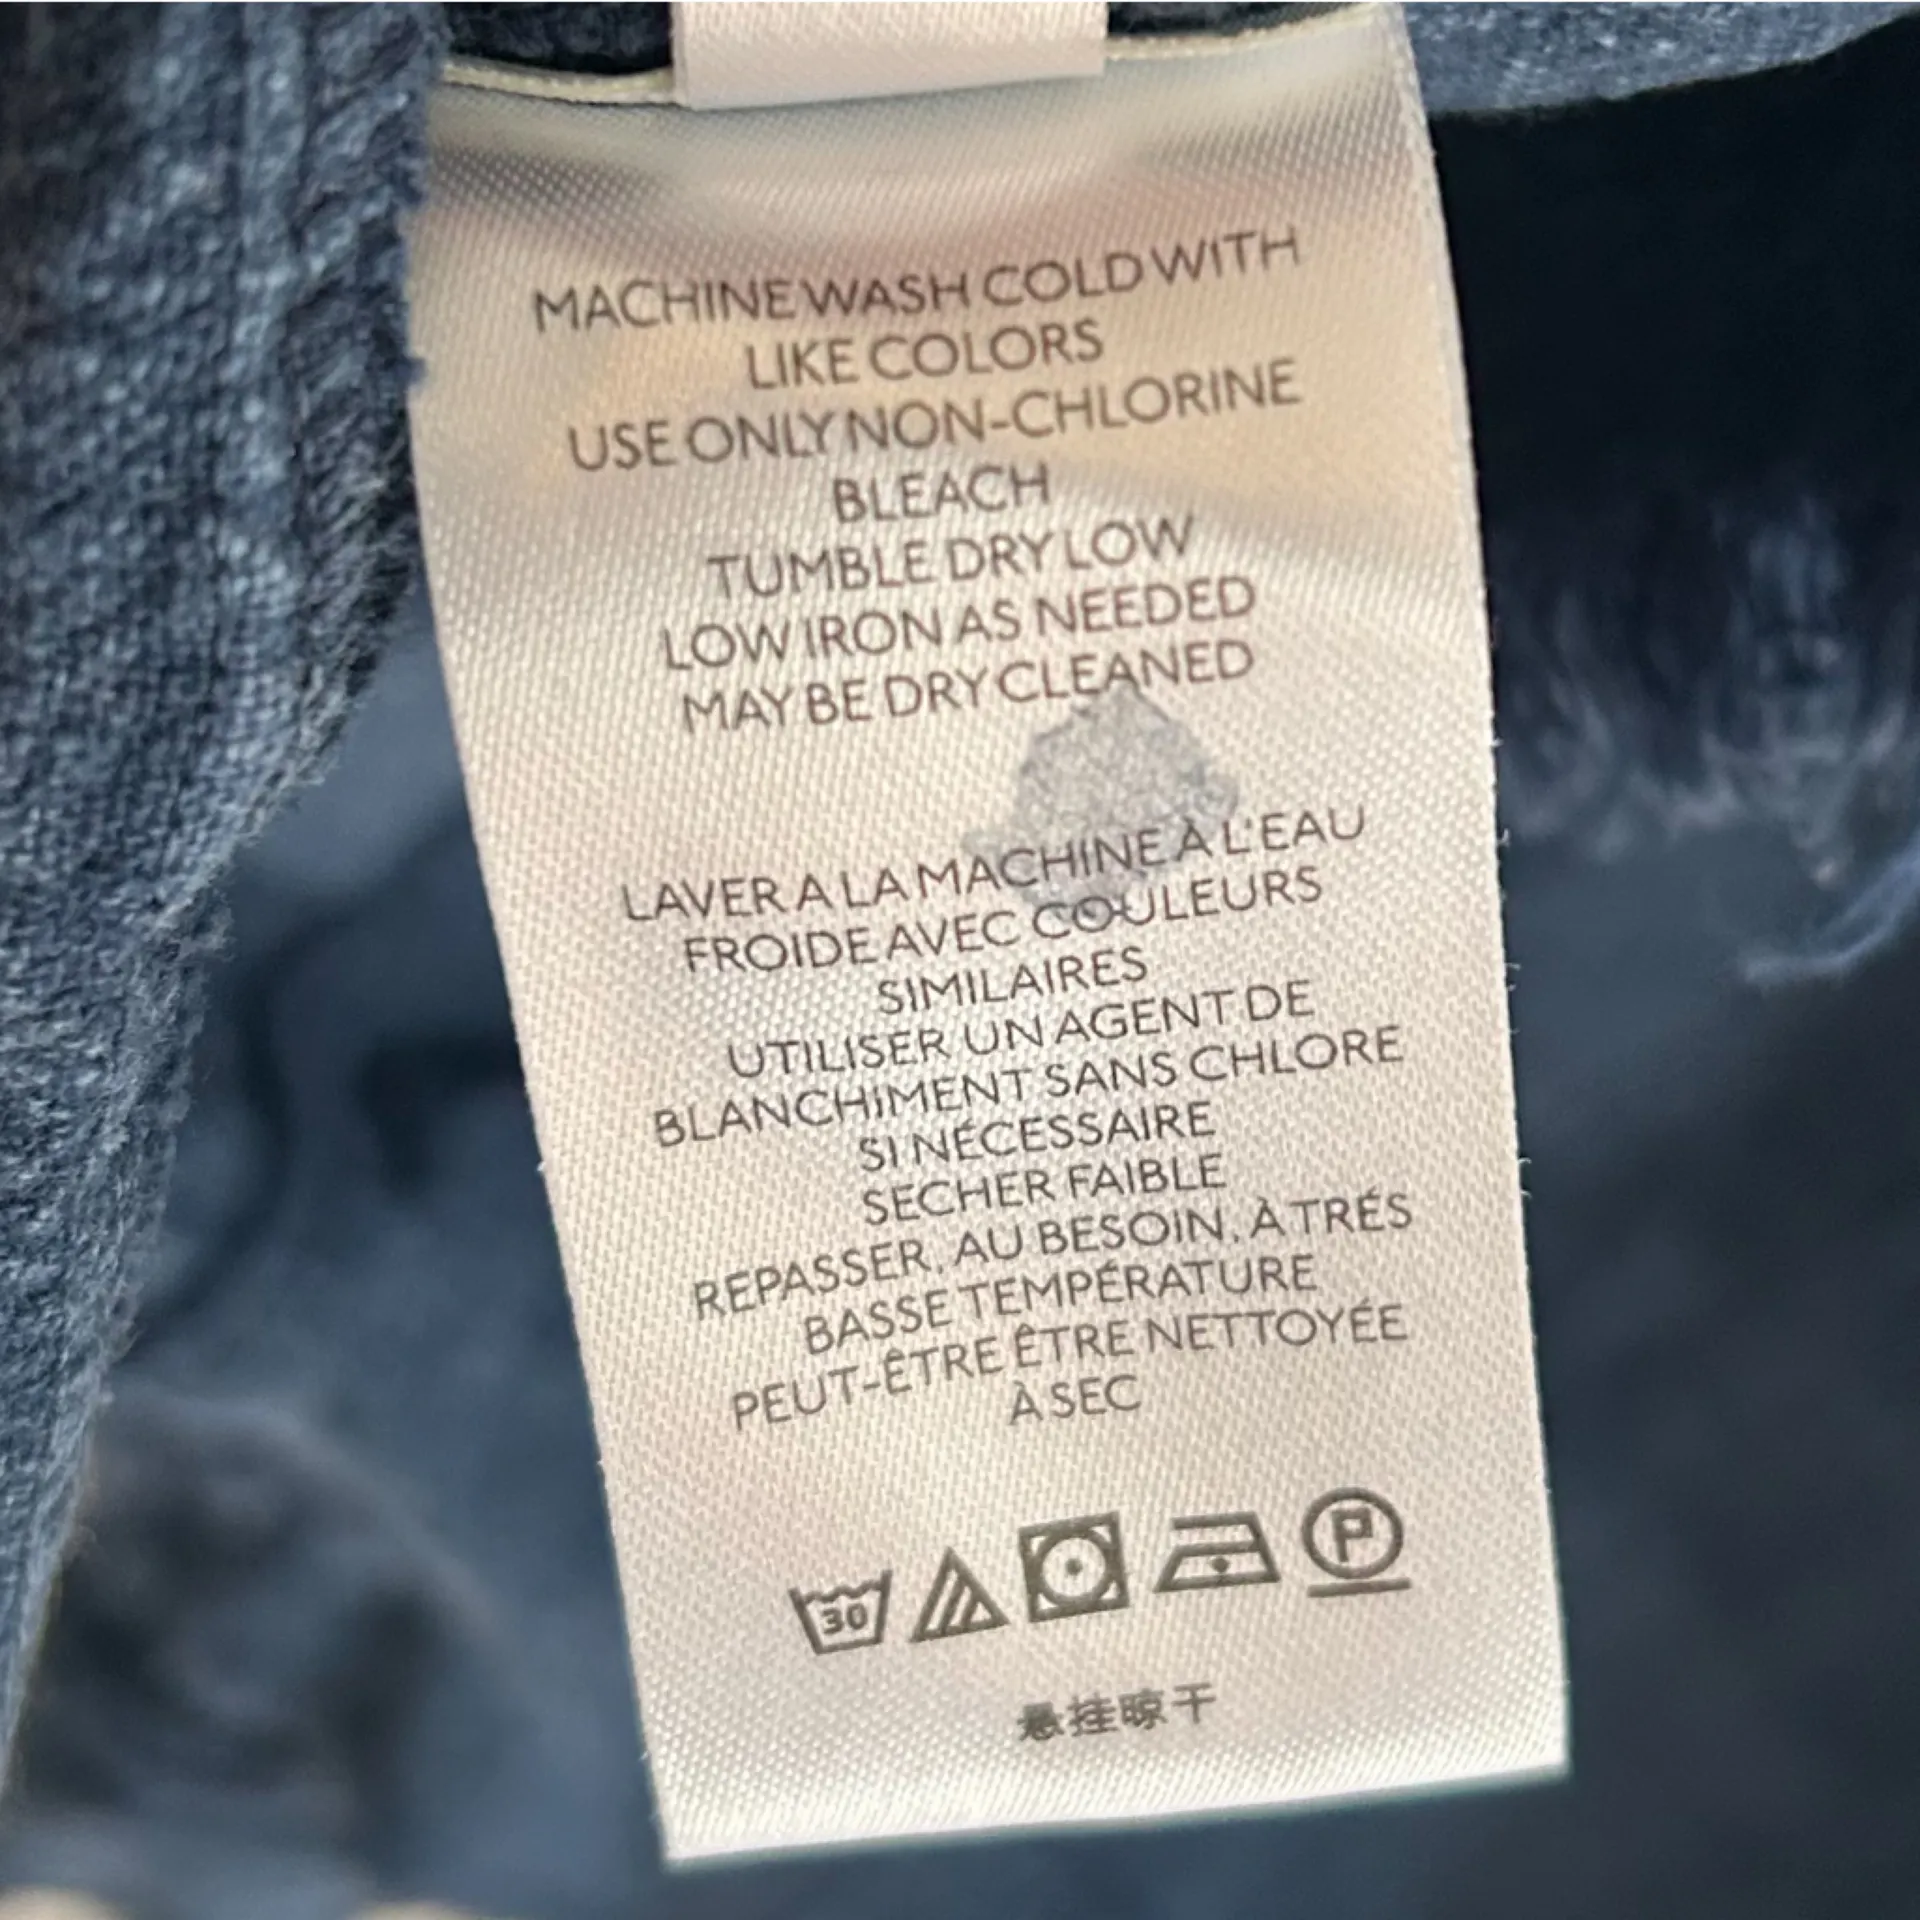 MACHINE WASH COLD WITH
LIKE COLORS
USE ONLY NON-CHLORINE
BLEACH
TUMBLE DRY LOW
LOW IRON AS NEEDED
MAY BE DRY CLEANED
LAVER A LA MACHINE À L'EAU
FROIDE AVEC COULEURS
SIMILAIRES
UTILISER UN AGENT DE
BLANCHIMENT SANS CHLORE
SI NÉCESSAIRE
SECHER FAIBLE
REPASSER, AU BESOIN, À TRÉS
BASSE TEMPÉRATURE
PEUT-ÊTRE ÊTRE NETTOYÉE
À SEC
30 P
悬挂晾干